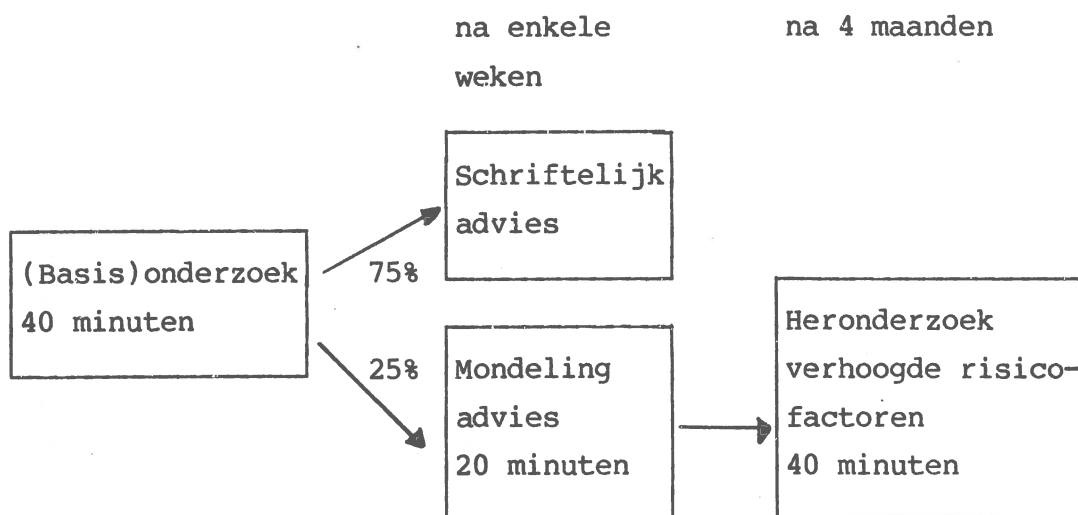 na enkele
weken
na 4 maanden
Schriftelijk
advies
(Basis)onderzoek
40 minuten
75%
25%
Mondeling
advies
20 minuten
Heronderzoek
verhoogde risico-
factoren
40 minuten